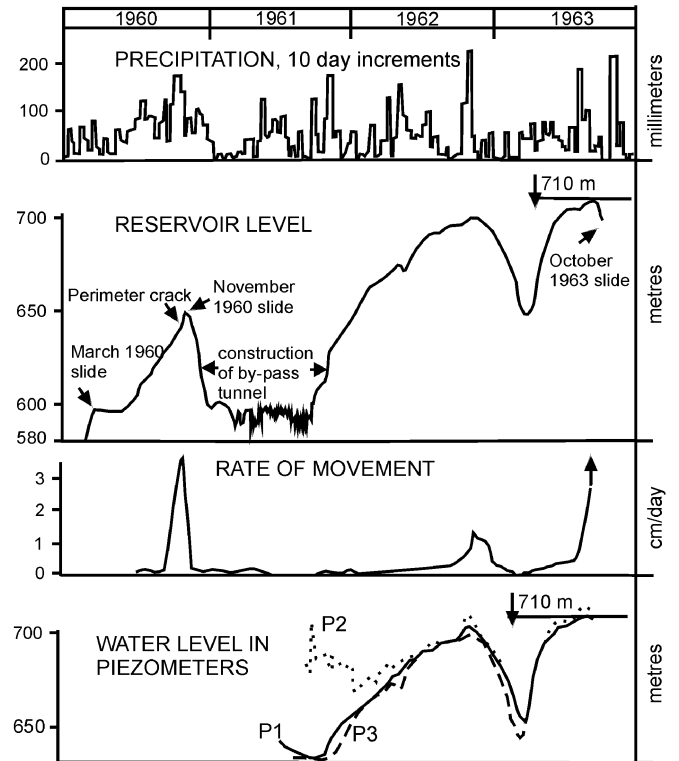 1960 1961 1962 1963
PRECIPITATION, 10 day increments
200
100
0
millimeters
710 m
RESERVOIR LEVEL
700
650
600
580
metres
Perimeter crack
November
1960 slide
March 1960
slide
construction
of by-pass
tunnel
October
1963 slide
RATE OF MOVEMENT
3
2
1
0
cm/day
710 m
WATER LEVEL IN
PIEZOMETERS
700
650
metres
P2
P1
P3